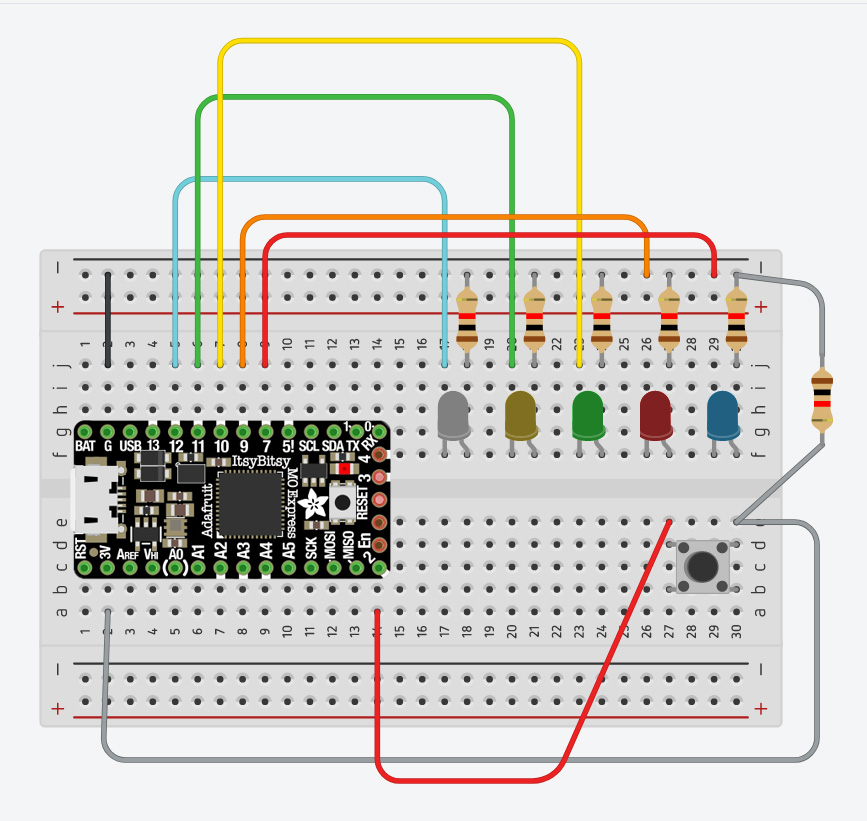 − −
+ +
1 2 3 4 5 6 7 8 9 10 11 12 13 14 15 16 17 18 19 20 21 22 23 24 25 26 27 28 29 30
j j
i i
h h
g g
f f
BAT G USB 13 12 11 10 9 7 5! SCL SDA TX RX
1 0
4
3
RESET
En
2
ItsyBitsy
M0 Express
Adafruit
RST 3V AREF VHI A0 A1 A2 A3 A4 A5 SCK MOSI MISO
e e
d d
c c
b b
a a
1 2 3 4 5 6 7 8 9 10 11 12 13 14 15 16 17 18 19 20 21 22 23 24 25 26 27 28 29 30
− −
+ +